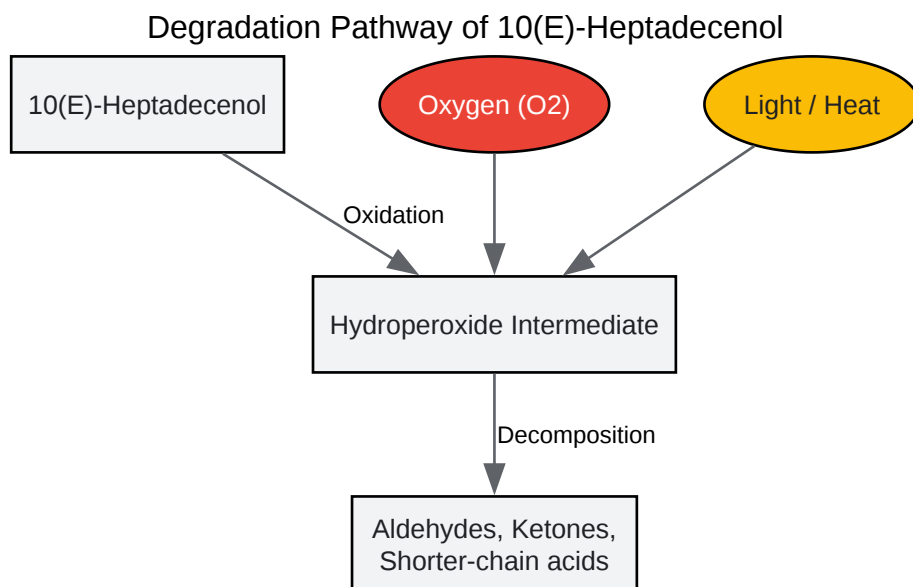 Degradation Pathway of 10(E)-Heptadecenol
10(E)-Heptadecenol
Oxygen (O2)
Light / Heat
Oxidation
Hydroperoxide Intermediate
Decomposition
Aldehydes, Ketones,
Shorter-chain acids